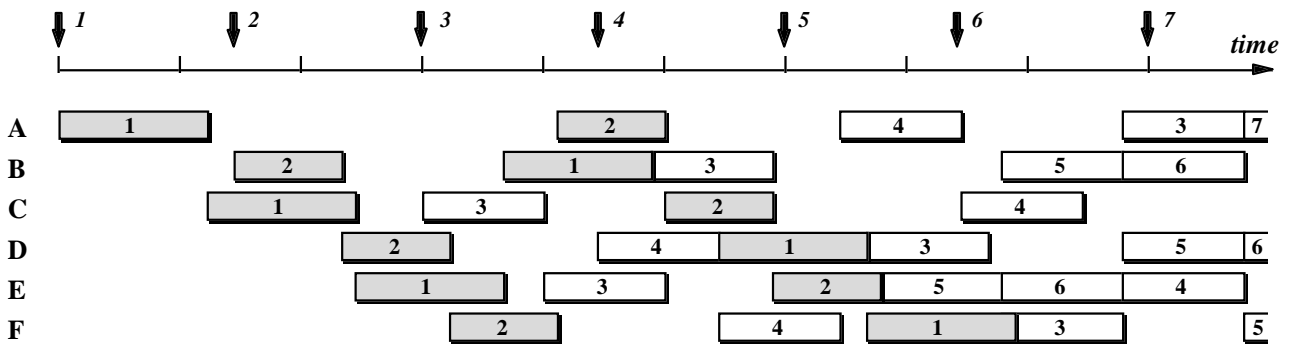 1 2 3 4 5 6 7
time
A 1 2 4 3 7
B 2 1 3 5 6
C 1 3 2 4
D 2 4 1 3 5 6
E 1 3 2 5 6 4
F 2 4 1 3 5